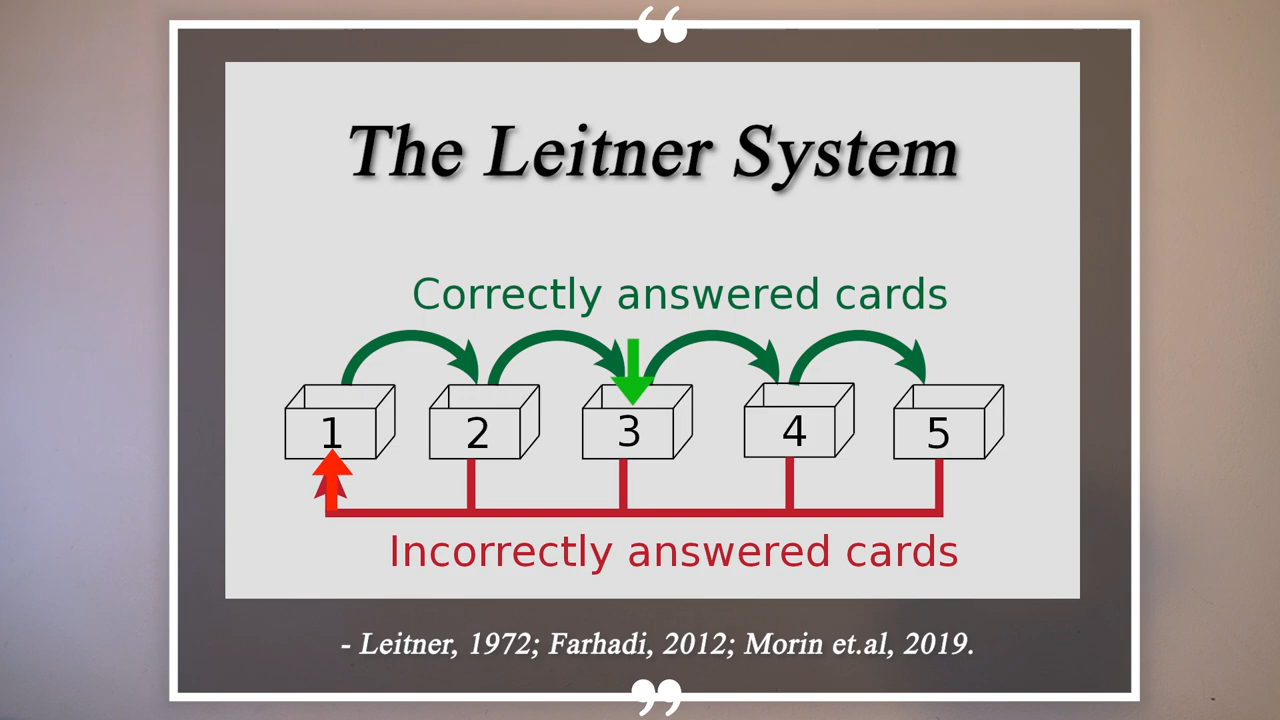 “
The Leitner System
Correctly answered cards
1 2 3 4 5
Incorrectly answered cards
- Leitner, 1972; Farhadi, 2012; Morin et.al, 2019.
”